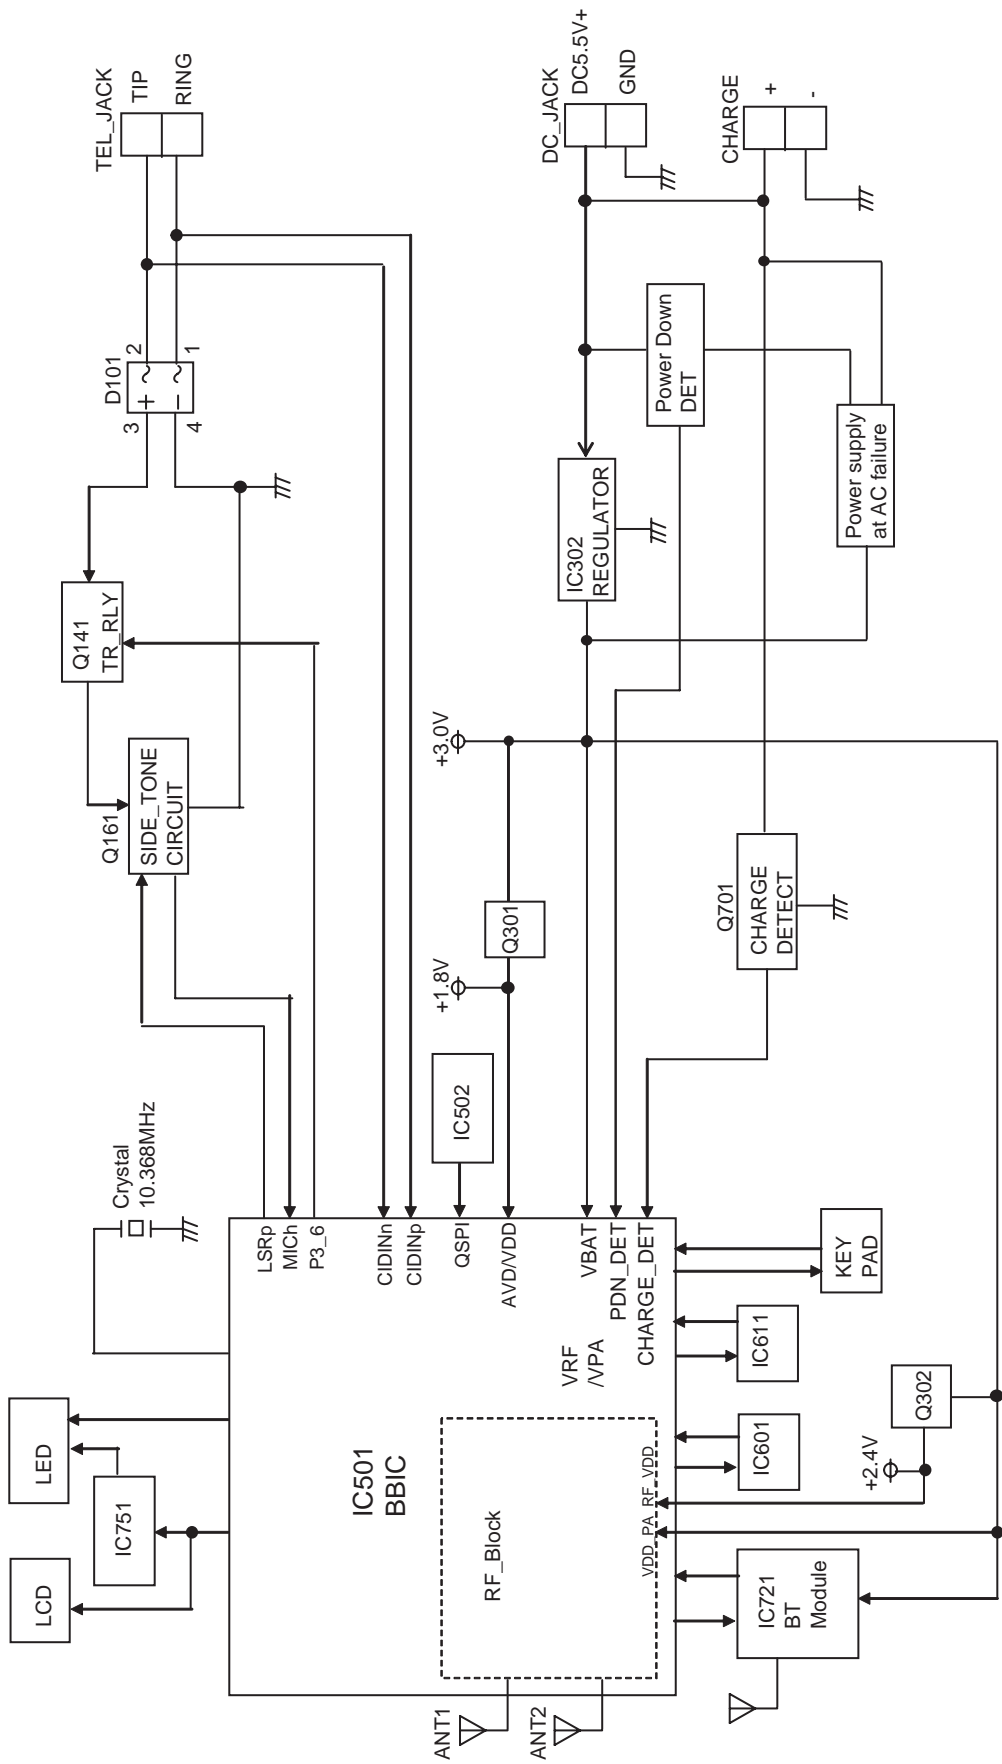 TEL_JACK
TIP
RING
D101
2
1
3
4
+
-
Q141
TR_RLY
Q161
SIDE_TONE
CIRCUIT
Crystal
10.368MHz
DC_JACK
DC5.5V+
GND
CHARGE
+
-
Power Down
DET
IC302
REGULATOR
Power supply
at AC failure
+3.0V
Q301
+1.8V
IC502
Q701
CHARGE
DETECT
LSRp
MICh
P3_6
CIDINn
CIDINp
QSPI
AVD/VDD
VBAT
PDN_DET
CHARGE_DET
VRF
/VPA
IC501
BBIC
RF_Block
VDD_PA
RF_VDD
LED
IC751
LCD
KEY
PAD
IC611
IC601
Q302
+2.4V
IC721
BT
Module
ANT1
ANT2